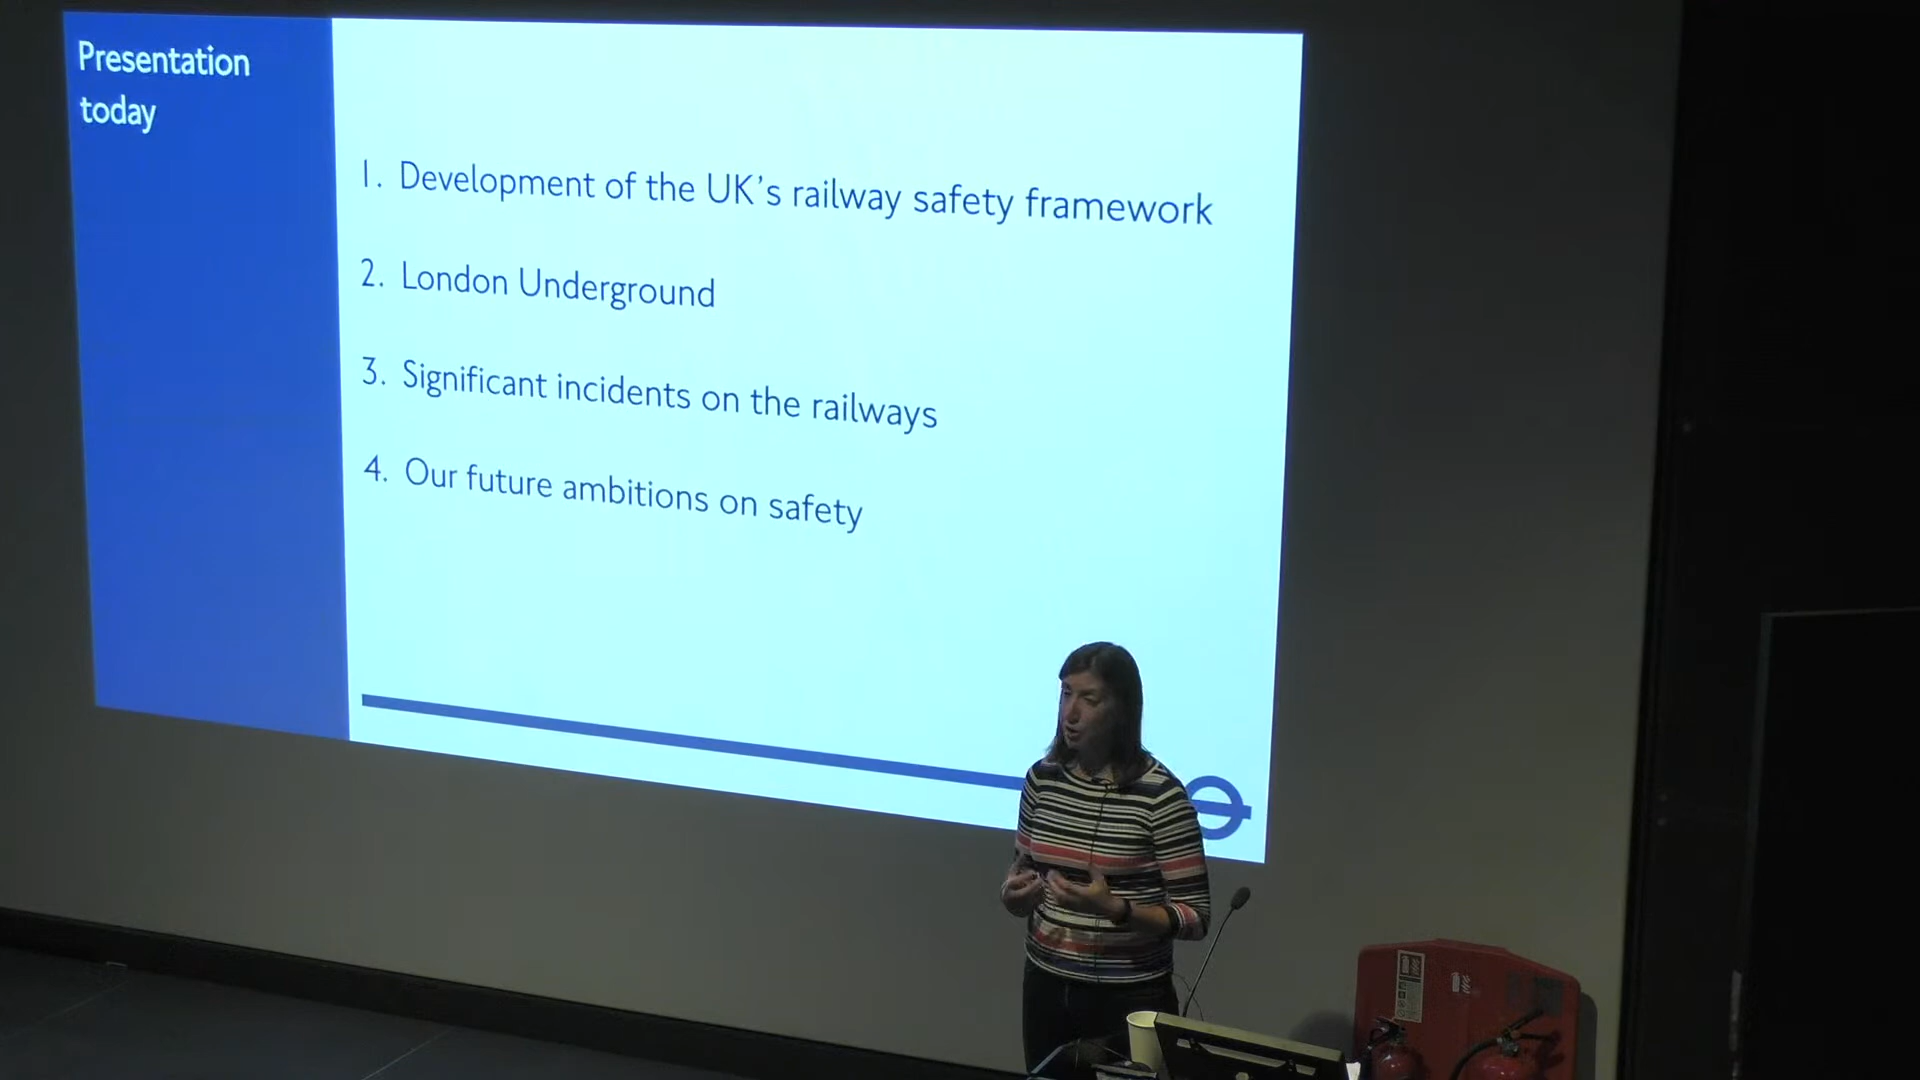 Presentation
today
1. Development of the UK's railway safety framework
2. London Underground
3. Significant incidents on the railways
4. Our future ambitions on safety